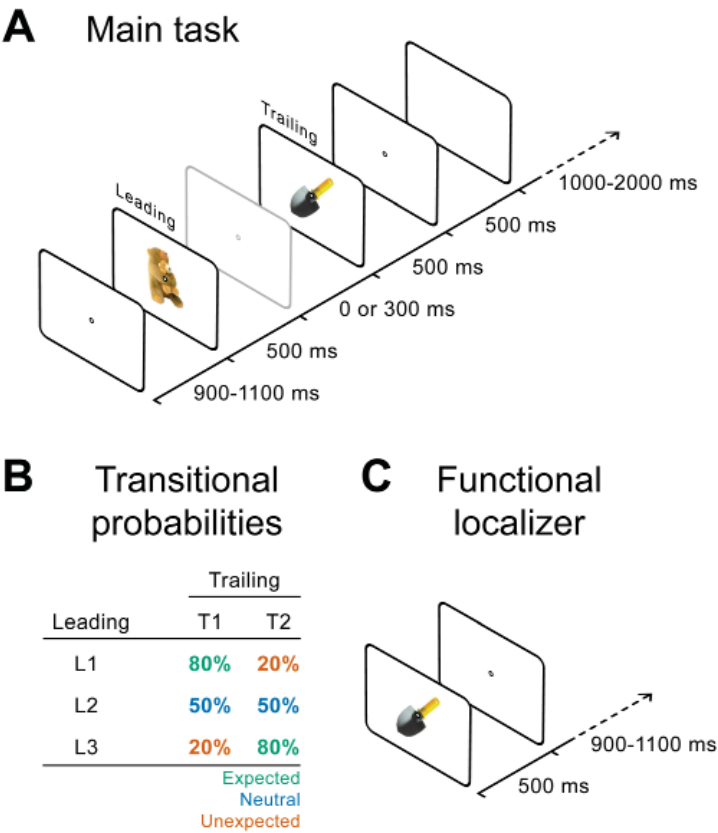 A Main task
Trailing
Leading
1000-2000 ms
500 ms
500 ms
0 or 300 ms
500 ms
900-1100 ms
B Transitional
probabilities
Trailing
Leading T1 T2
L1 80% 20%
L2 50% 50%
L3 20% 80%
Expected
Neutral
Unexpected
C Functional
localizer
900-1100 ms
500 ms